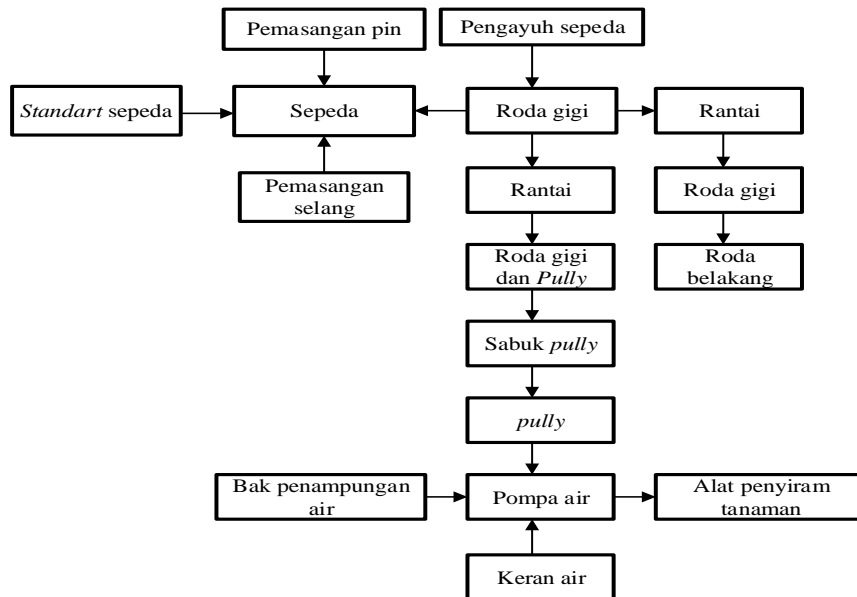 Pemasangan pin
Pengayuh sepeda
Standart sepeda
Sepeda
Roda gigi
Rantai
Pemasangan
selang
Rantai
Roda gigi
Roda gigi
dan Pully
Roda
belakang
Sabuk pully
pully
Bak penampungan
air
Pompa air
Alat penyiram
tanaman
Keran air